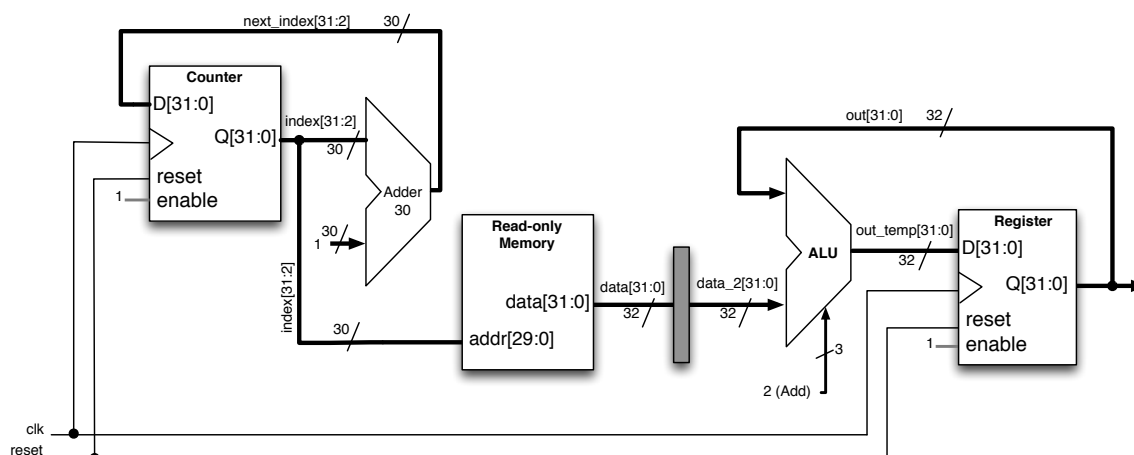 next_index[31:2]
30
Counter
D[31:0]
index[31:2]
Q[31:0]
30
reset
1
enable
Adder
30
30
1
index[31:2]
30
Read-only
Memory
data[31:0]
addr[29:0]
data[31:0]
32
data_2[31:0]
32
out[31:0]
32
ALU
out_temp[31:0]
32
3
2 (Add)
Register
D[31:0]
Q[31:0]
reset
1
enable
clk
reset